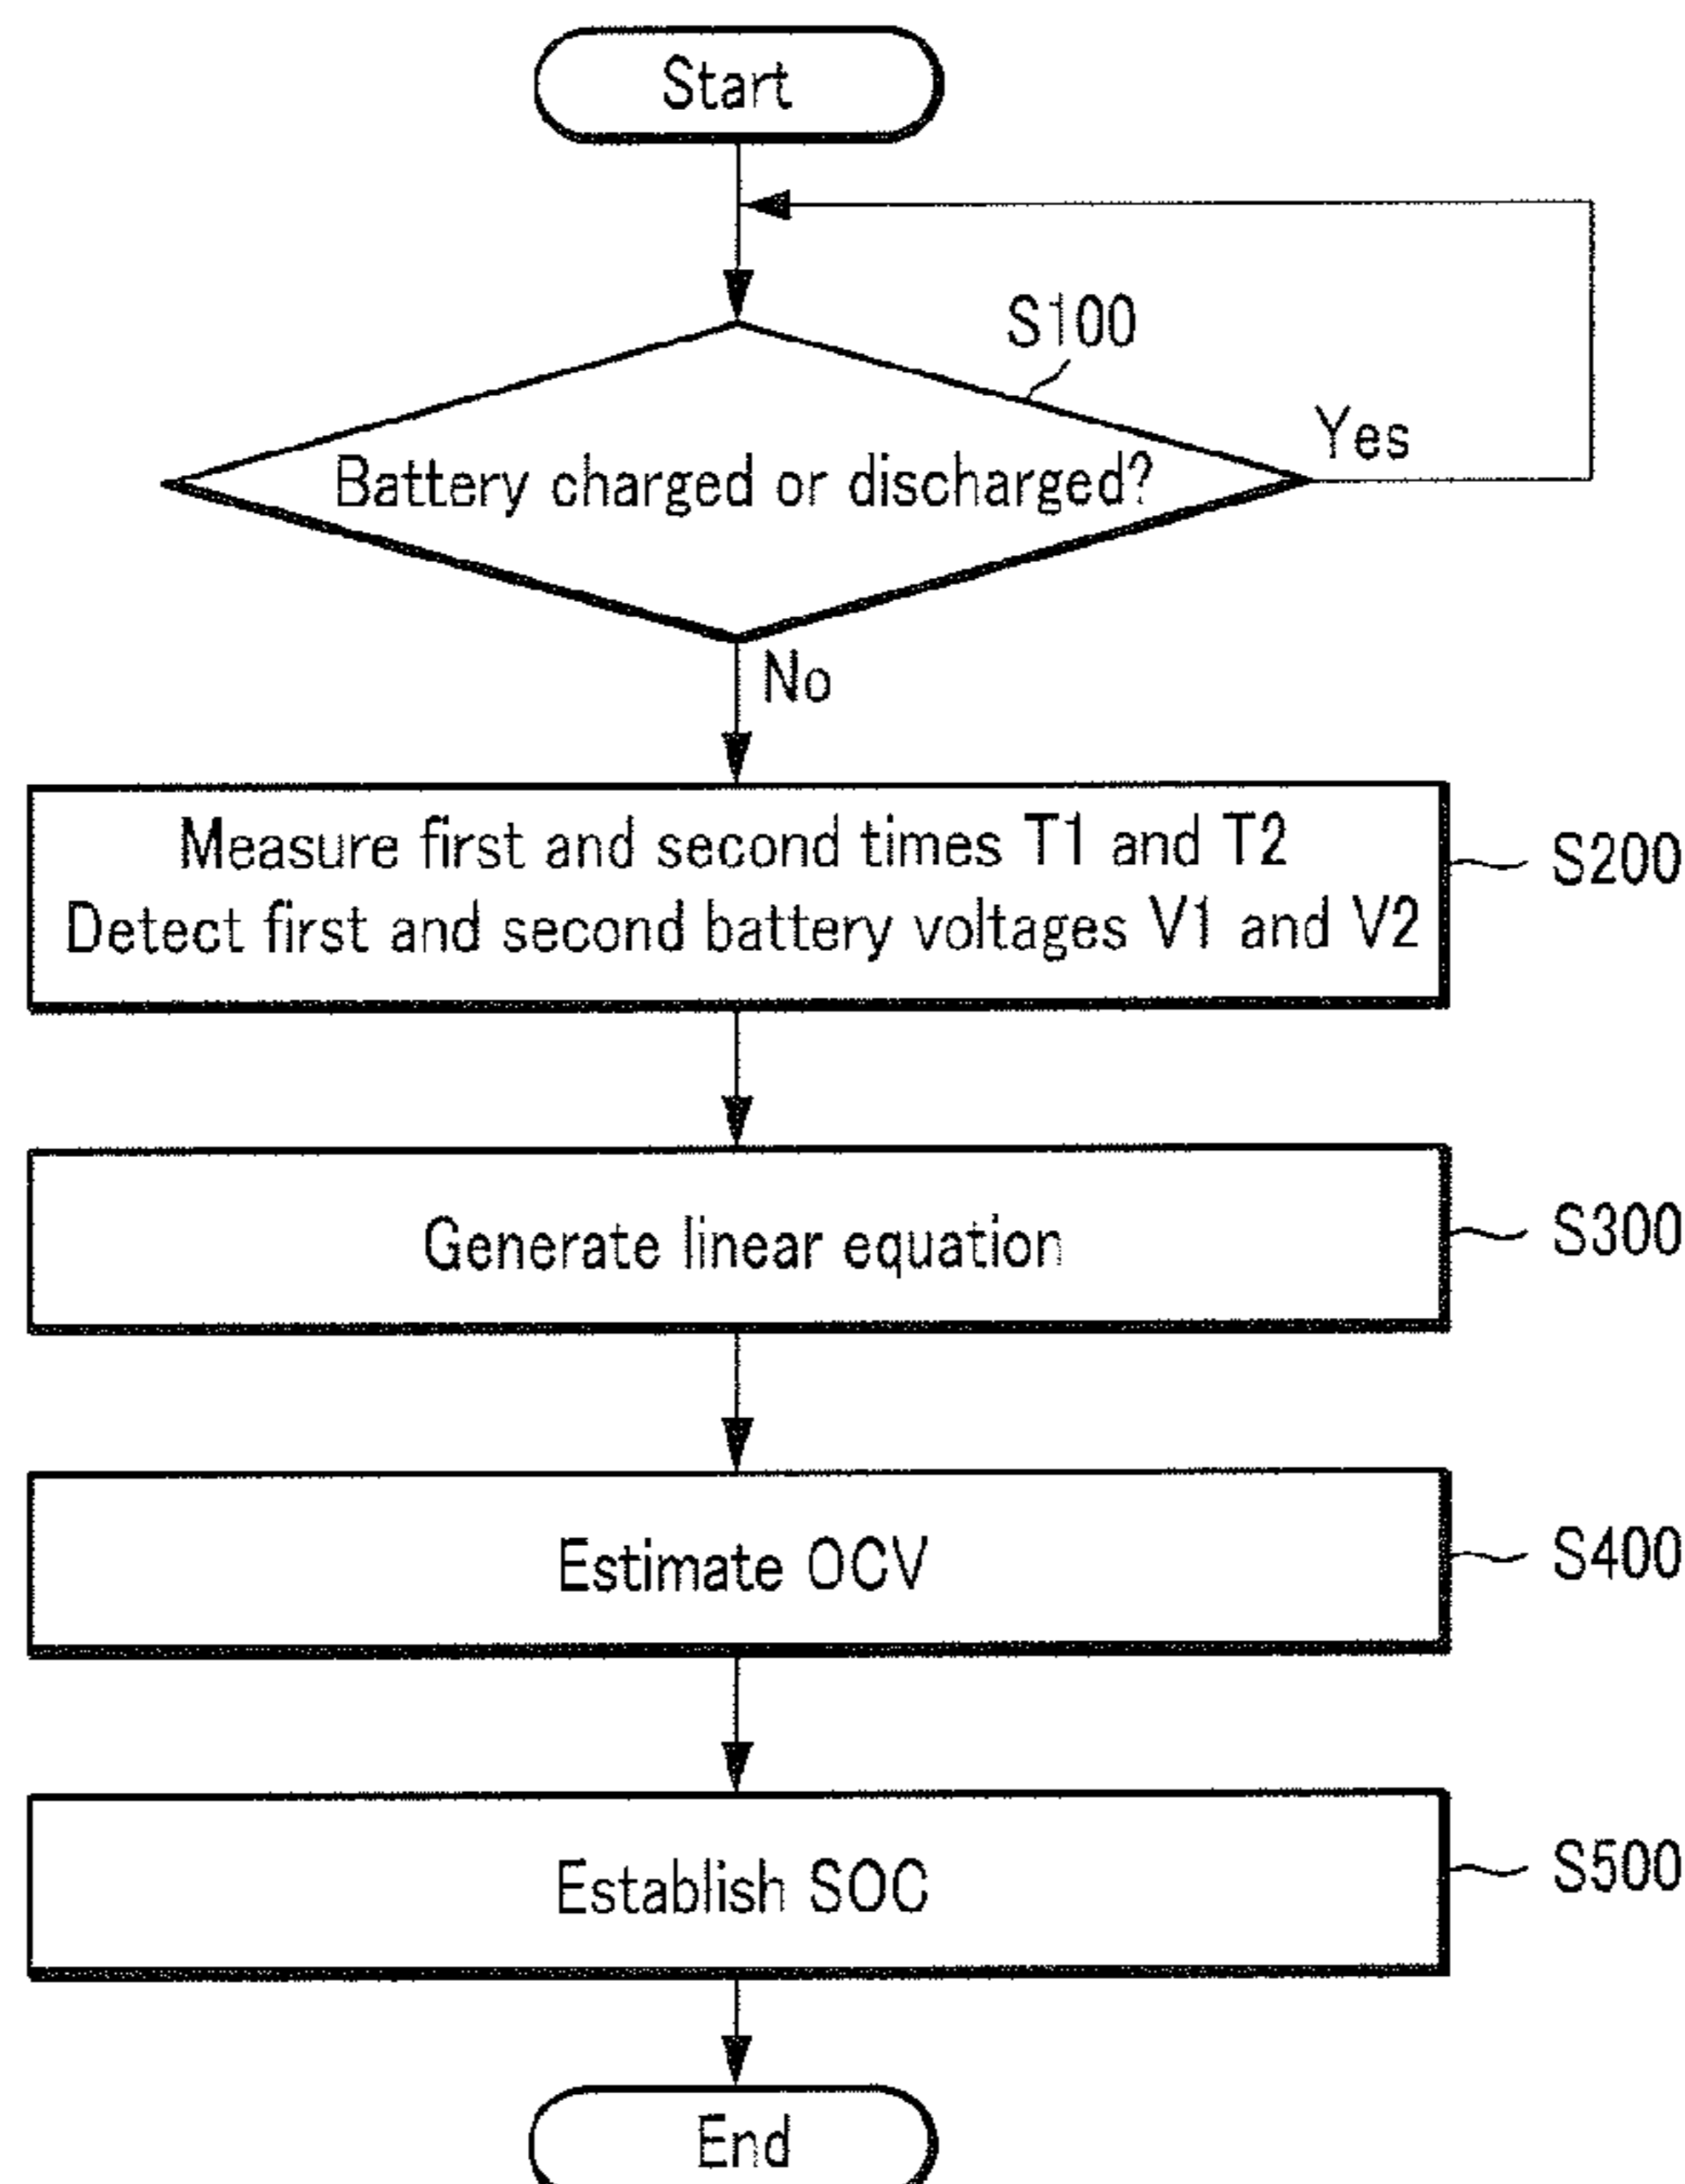 Start
S100
Battery charged or discharged?
Yes
No
Measure first and second times T1 and T2
Detect first and second battery voltages V1 and V2
S200
Generate linear equation
S300
Estimate OCV
S400
Establish SOC
S500
End